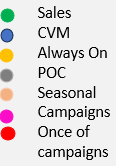 Sales
CVM
Always On
POC
Seasonal
Campaigns
Once of
campaigns